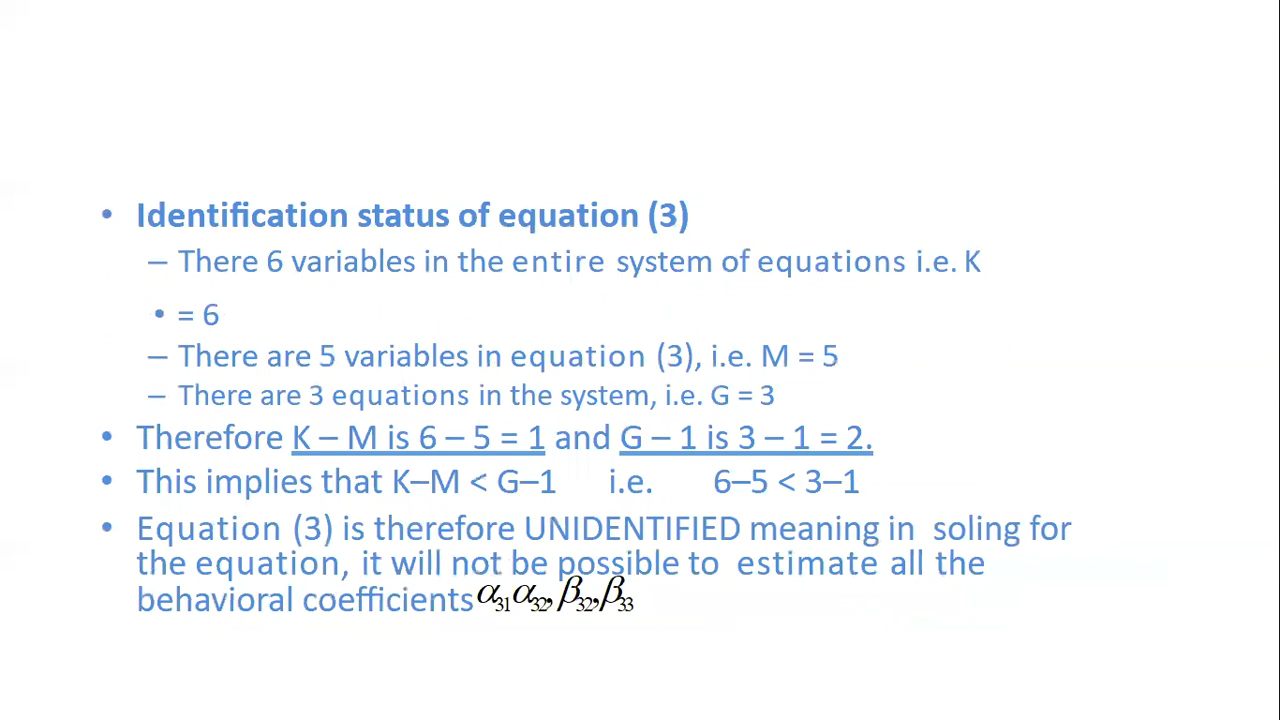 • Identification status of equation (3)
– There 6 variables in the entire system of equations i.e. K
• = 6
– There are 5 variables in equation (3), i.e. M = 5
– There are 3 equations in the system, i.e. G = 3
• Therefore K – M is 6 – 5 = 1 and G – 1 is 3 – 1 = 2.
• This implies that K–M < G–1 i.e. 6–5 < 3–1
• Equation (3) is therefore UNIDENTIFIED meaning in soling for
the equation, it will not be possible to estimate all the
behavioral coefficients α₃₁α₃₂, β₃₂, β₃₃